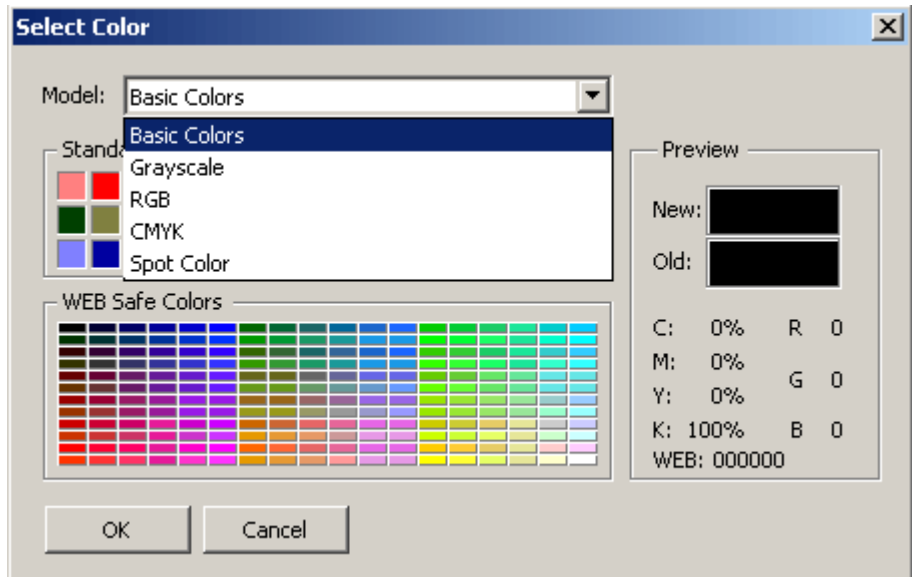 Select Color
Model: Basic Colors
Basic Colors
Grayscale
RGB
CMYK
Spot Color
Preview
New:
Old:
WEB Safe Colors
C: 0% R 0
M: 0%
G 0
Y: 0%
K: 100% B 0
WEB: 000000
OK Cancel